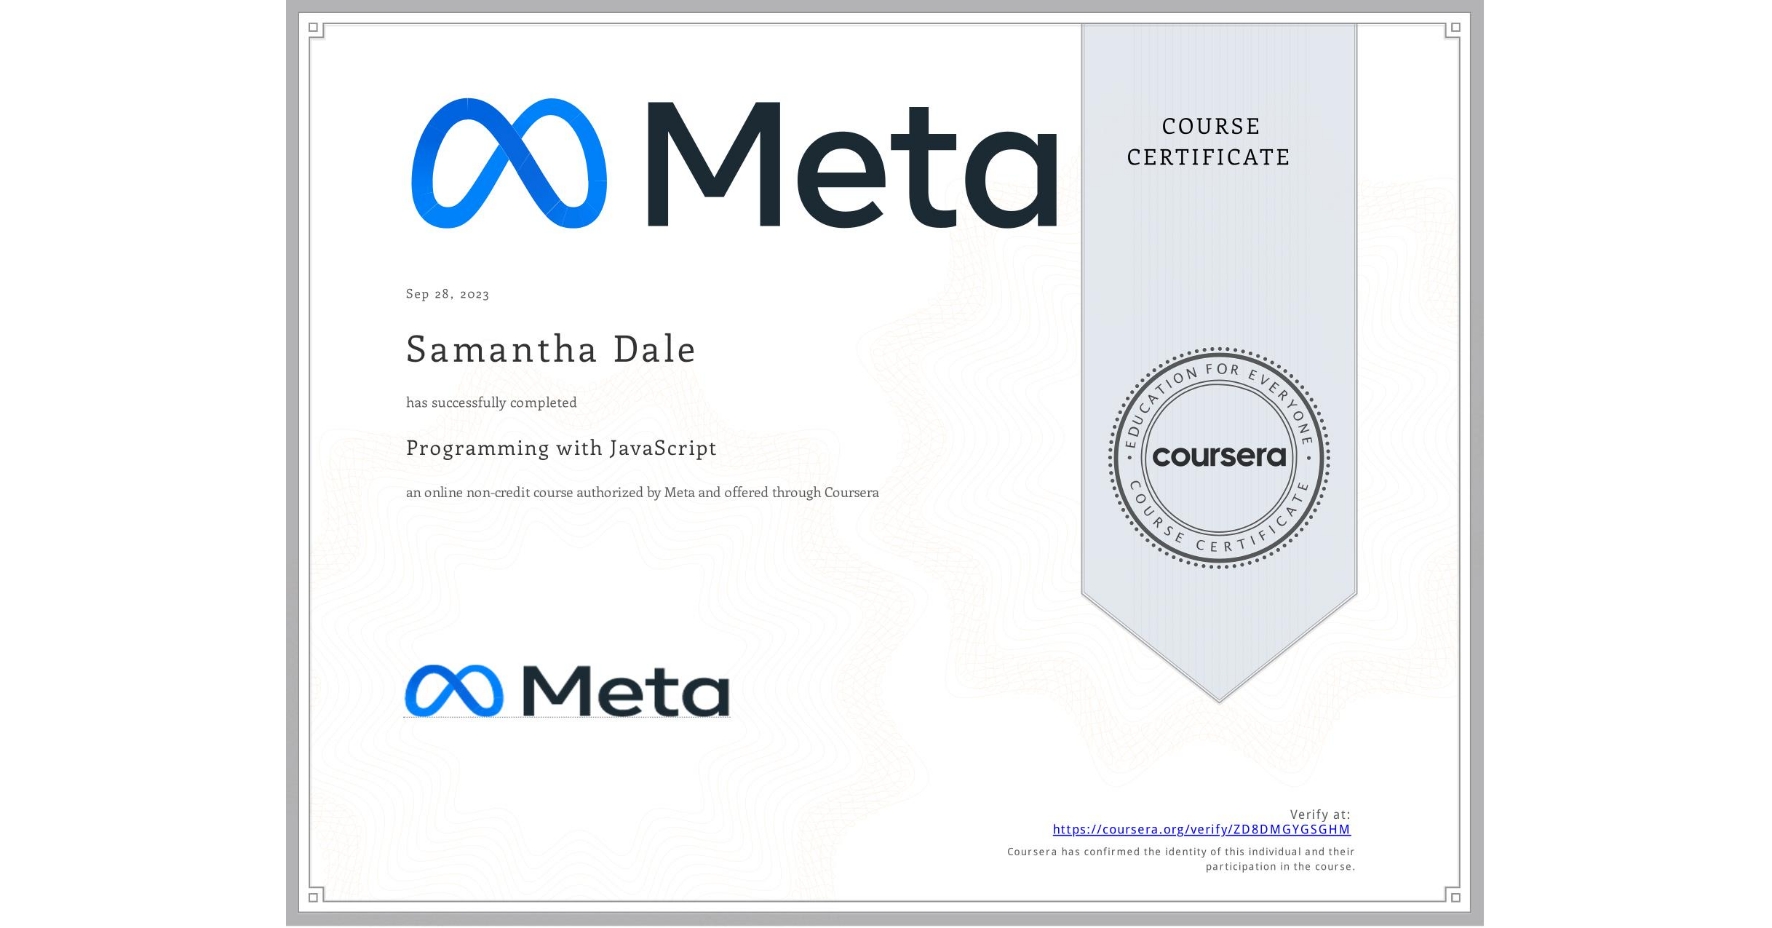 Meta
COURSE
CERTIFICATE
Sep 28, 2023
Samantha Dale
has successfully completed
Programming with JavaScript
an online non-credit course authorized by Meta and offered through Coursera
EDUCATION FOR EVERYONE
coursera
COURSE CERTIFICATE
Meta
Verify at:
https://coursera.org/verify/ZD8DMGYGSGHM
Coursera has confirmed the identity of this individual and their
participation in the course.